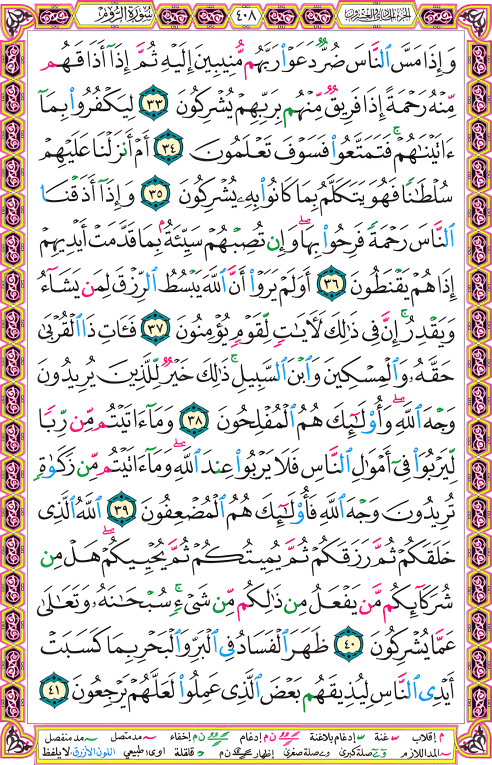 الجزء الحادي والعشرون ٤٠٨ سُورَةُ الرُّومِ
وَإِذَا مَسَّ ٱلنَّاسَ ضُرٌّ دَعَوْا۟ رَبَّهُم مُّنِيبِينَ إِلَيْهِ ثُمَّ إِذَآ أَذَاقَهُم
مِّنْهُ رَحْمَةً إِذَا فَرِيقٌ مِّنْهُم بِرَبِّهِمْ يُشْرِكُونَ ٣٣ لِيَكْفُرُوا۟ بِمَآ
ءَاتَيْنَٰهُمْ ۚ فَتَمَتَّعُوا۟ فَسَوْفَ تَعْلَمُونَ ٣٤ أَمْ أَنزَلْنَا عَلَيْهِمْ
سُلْطَٰنًا فَهُوَ يَتَكَلَّمُ بِمَا كَانُوا۟ بِهِۦ يُشْرِكُونَ ٣٥ وَإِذَآ أَذَقْنَا
ٱلنَّاسَ رَحْمَةً فَرِحُوا۟ بِهَا ۖ وَإِن تُصِبْهُمْ سَيِّئَةٌۢ بِمَا قَدَّمَتْ أَيْدِيهِمْ
إِذَا هُمْ يَقْنَطُونَ ٣٦ أَوَلَمْ يَرَوْا۟ أَنَّ ٱللَّهَ يَبْسُطُ ٱلرِّزْقَ لِمَن يَشَآءُ
وَيَقْدِرُ ۚ إِنَّ فِى ذَٰلِكَ لَءَايَٰتٍ لِّقَوْمٍ يُؤْمِنُونَ ٣٧ فَـَٔاتِ ذَا ٱلْقُرْبَىٰ
حَقَّهُۥ وَٱلْمِسْكِينَ وَٱبْنَ ٱلسَّبِيلِ ۚ ذَٰلِكَ خَيْرٌ لِّلَّذِينَ يُرِيدُونَ
وَجْهَ ٱللَّهِ ۖ وَأُو۟لَٰٓئِكَ هُمُ ٱلْمُفْلِحُونَ ٣٨ وَمَآ ءَاتَيْتُم مِّن رِّبًا
لِّيَرْبُوَا۟ فِىٓ أَمْوَٰلِ ٱلنَّاسِ فَلَا يَرْبُوا۟ عِندَ ٱللَّهِ ۖ وَمَآ ءَاتَيْتُم مِّن زَكَوٰةٍ
تُرِيدُونَ وَجْهَ ٱللَّهِ فَأُو۟لَٰٓئِكَ هُمُ ٱلْمُضْعِفُونَ ٣٩ ٱللَّهُ ٱلَّذِى
خَلَقَكُمْ ثُمَّ رَزَقَكُمْ ثُمَّ يُمِيتُكُمْ ثُمَّ يُحْيِيكُمْ ۖ هَلْ مِن
شُرَكَآئِكُم مَّن يَفْعَلُ مِن ذَٰلِكُم مِّن شَىْءٍ ۚ سُبْحَٰنَهُۥ وَتَعَٰلَىٰ
عَمَّا يُشْرِكُونَ ٤٠ ظَهَرَ ٱلْفَسَادُ فِى ٱلْبَرِّ وَٱلْبَحْرِ بِمَا كَسَبَتْ
أَيْدِى ٱلنَّاسِ لِيُذِيقَهُم بَعْضَ ٱلَّذِى عَمِلُوا۟ لَعَلَّهُمْ يَرْجِعُونَ ٤١
م إقلاب غنة إدغام بلاغنة ن م إدغام ن م إخفاء مد متصل مد منفصل
المد اللازم صلة كبرى صلة صغرى إظهار ن م قلقلة اوى طبيعي اللون الأزرق لا يلفظ